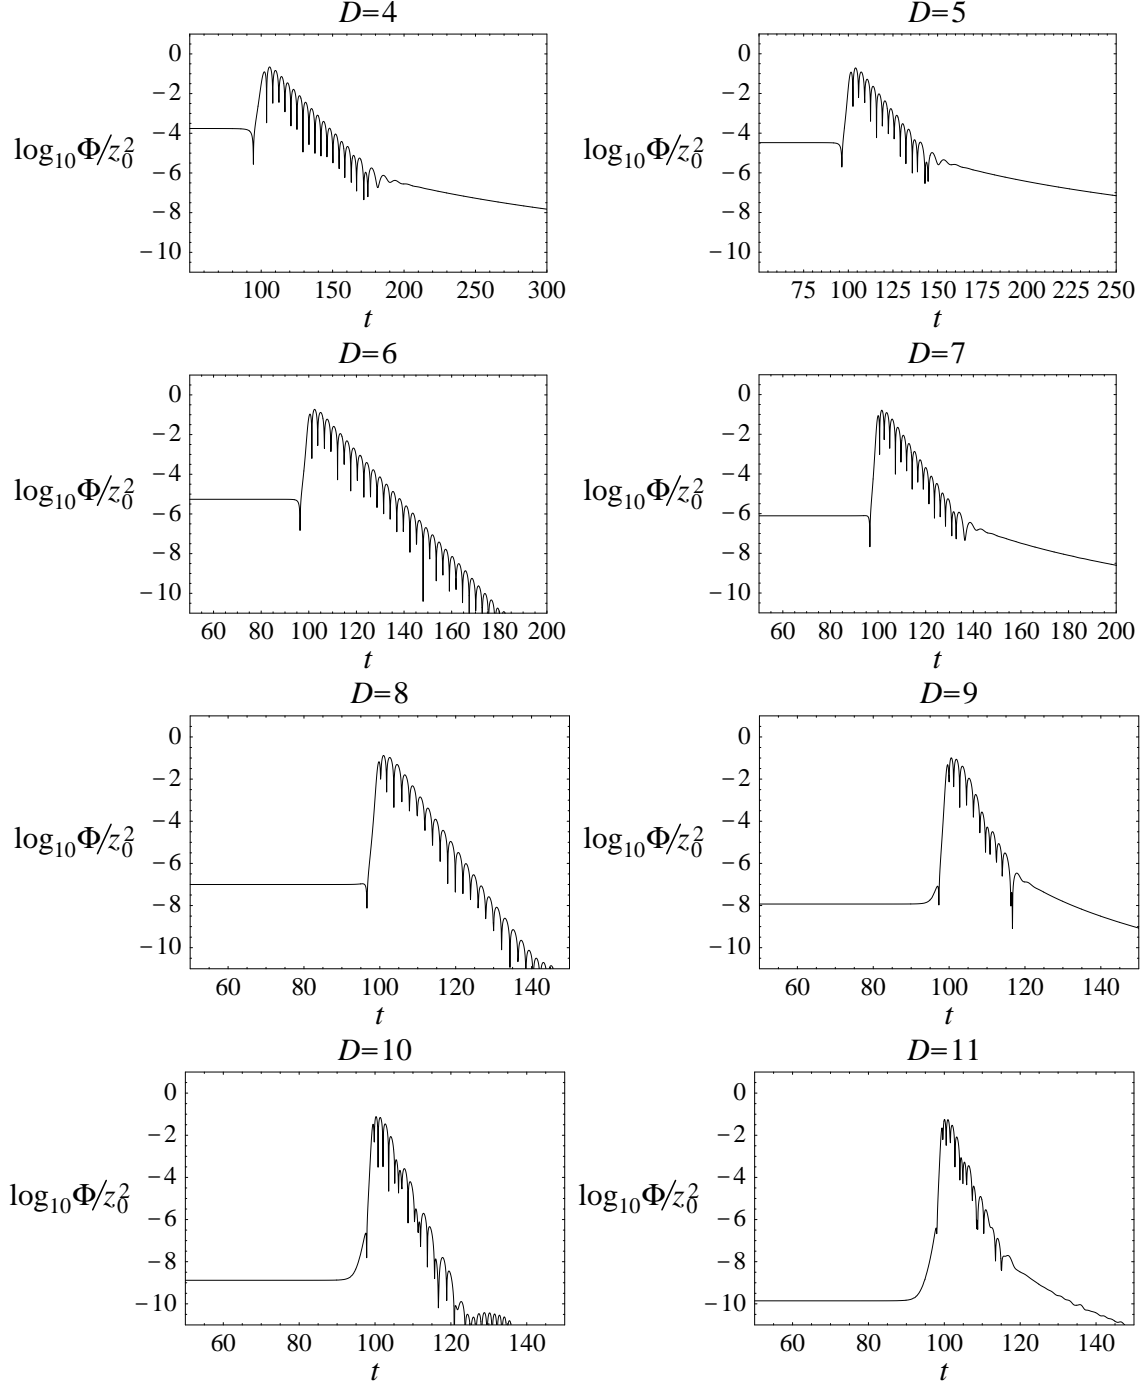 D=4
0
−2
−4
−6
−8
−10
log₁₀Φ/z₀²
100 150 200 250 300
t
D=5
0
−2
−4
−6
−8
−10
log₁₀Φ/z₀²
75 100 125 150 175 200 225 250
t
D=6
0
−2
−4
−6
−8
−10
log₁₀Φ/z₀²
60 80 100 120 140 160 180 200
t
D=7
0
−2
−4
−6
−8
−10
log₁₀Φ/z₀²
60 80 100 120 140 160 180 200
t
D=8
0
−2
−4
−6
−8
−10
log₁₀Φ/z₀²
60 80 100 120 140
t
D=9
0
−2
−4
−6
−8
−10
log₁₀Φ/z₀²
60 80 100 120 140
t
D=10
0
−2
−4
−6
−8
−10
log₁₀Φ/z₀²
60 80 100 120 140
t
D=11
0
−2
−4
−6
−8
−10
log₁₀Φ/z₀²
60 80 100 120 140
t